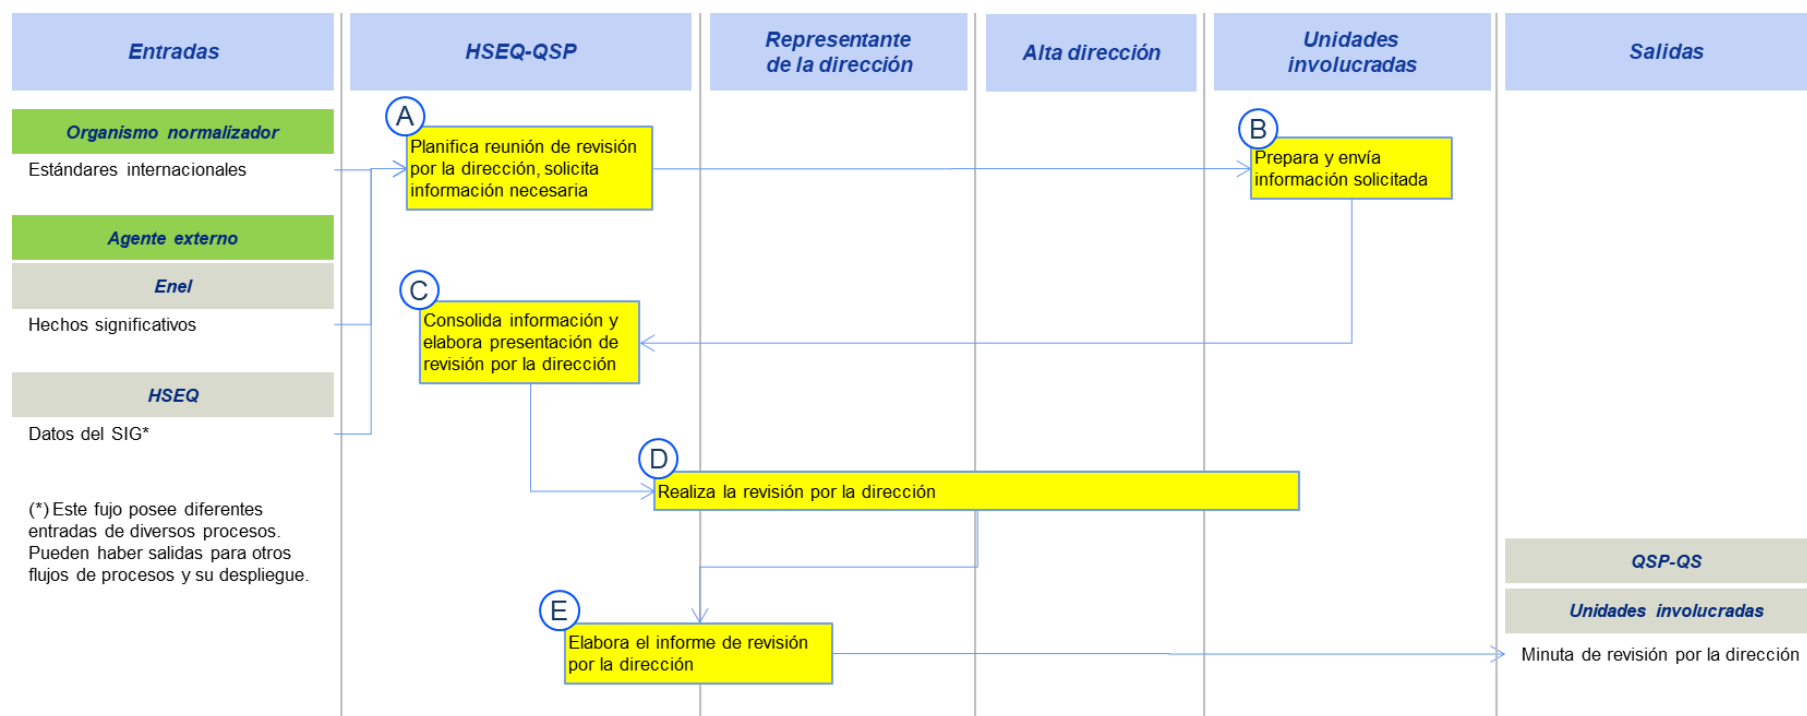 Entradas
HSEQ-QSP
Representante
de la dirección
Alta dirección
Unidades
involucradas
Salidas
Organismo normalizador
Estándares internacionales
Agente externo
Enel
Hechos significativos
HSEQ
Datos del SIG*
(*) Este fujo posee diferentes
entradas de diversos procesos.
Pueden haber salidas para otros
flujos de procesos y su despliegue.
A
Planifica reunión de revisión
por la dirección, solicita
información necesaria
B
Prepara y envía
información solicitada
C
Consolida información y
elabora presentación de
revisión por la dirección
D
Realiza la revisión por la dirección
E
Elabora el informe de revisión
por la dirección
QSP-QS
Unidades involucradas
Minuta de revisión por la dirección